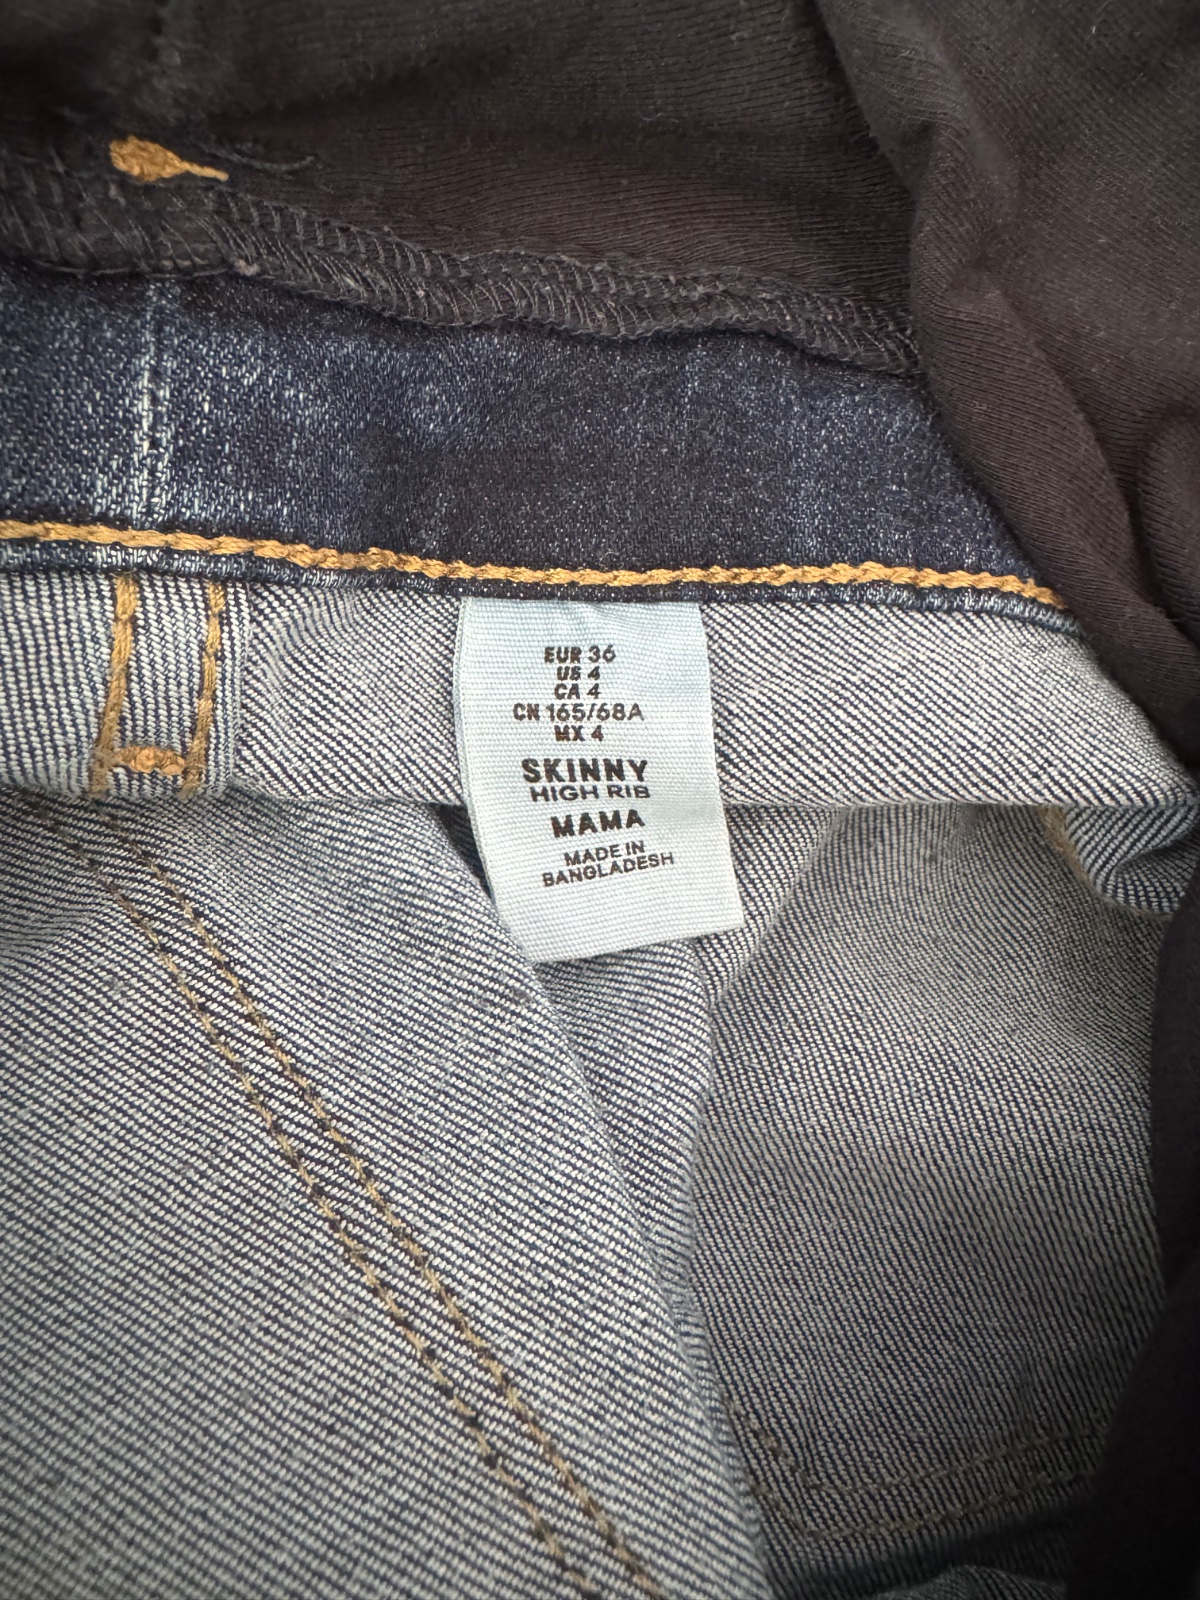 EUR 36
US 4
CA 4
CN 165/68A
MX 4
SKINNY
HIGH RIB
MAMA
MADE IN
BANGLADESH